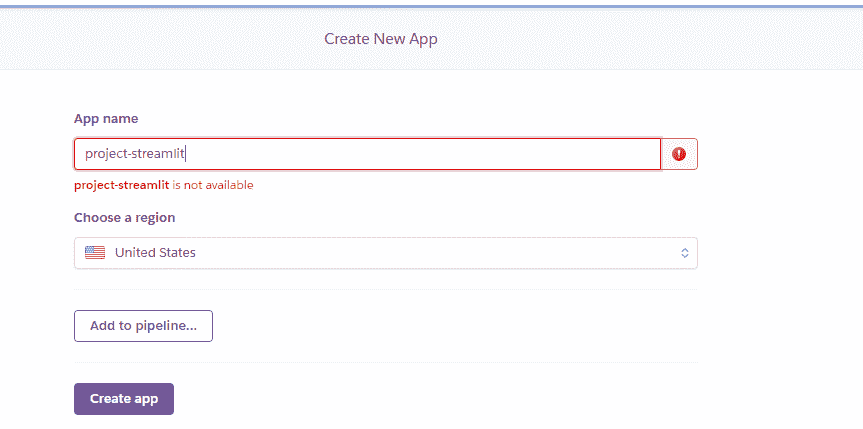 Create New App
App name
project-streamlit
project-streamlit is not available
Choose a region
United States
Add to pipeline...
Create app